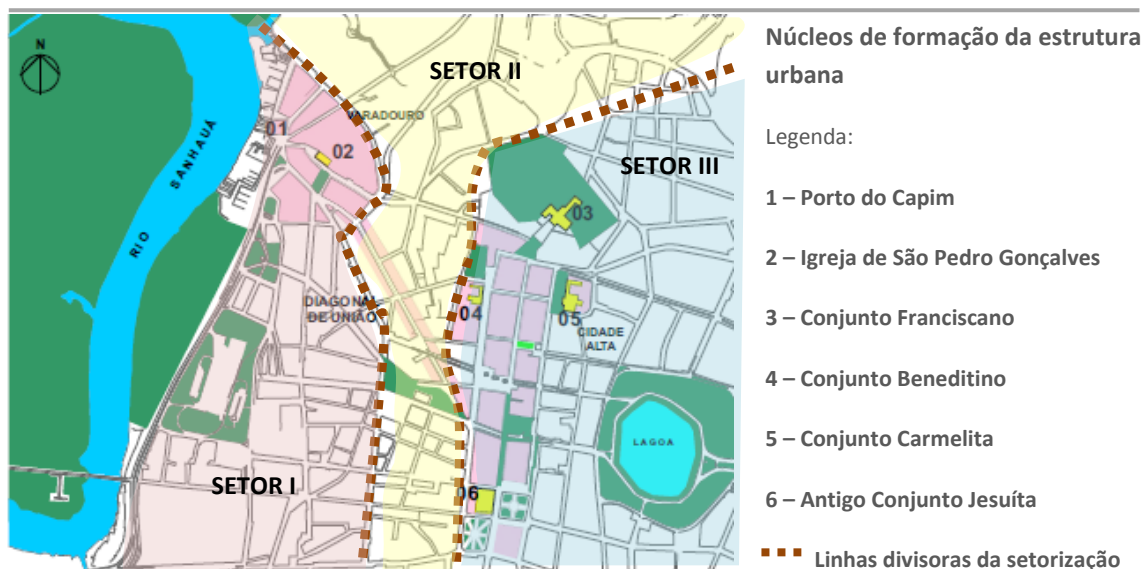 N
SETOR II
Núcleos de formação da estrutura
urbana
Legenda:
1 – Porto do Capim
2 – Igreja de São Pedro Gonçalves
3 – Conjunto Franciscano
4 – Conjunto Beneditino
5 – Conjunto Carmelita
6 – Antigo Conjunto Jesuíta
Linhas divisoras da setorização
VARADOURO
01
02
SETOR III
RIO SANHAUÁ
03
DIAGONAL
DE UNIÃO
04
05
CIDADE
ALTA
LAGOA
SETOR I
06